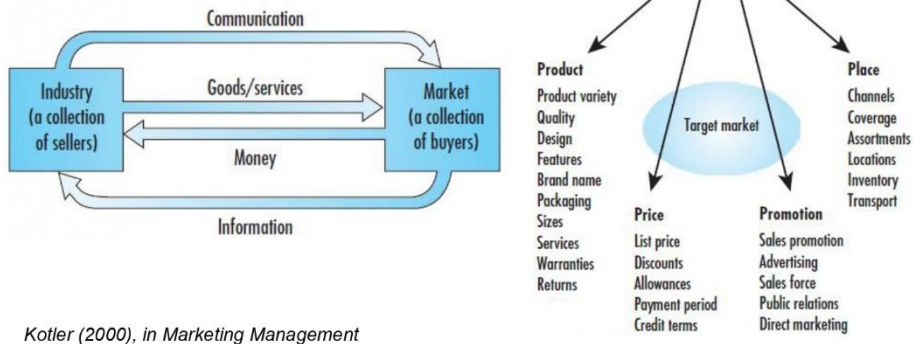 Communication
Industry
(a collection
of sellers)
Goods/services
Money
Market
(a collection
of buyers)
Information
Product
Product variety
Quality
Design
Features
Brand name
Packaging
Sizes
Services
Warranties
Returns
Price
List price
Discounts
Allowances
Payment period
Credit terms
Target market
Promotion
Sales promotion
Advertising
Sales force
Public relations
Direct marketing
Place
Channels
Coverage
Assortments
Locations
Inventory
Transport
Kotler (2000), in Marketing Management